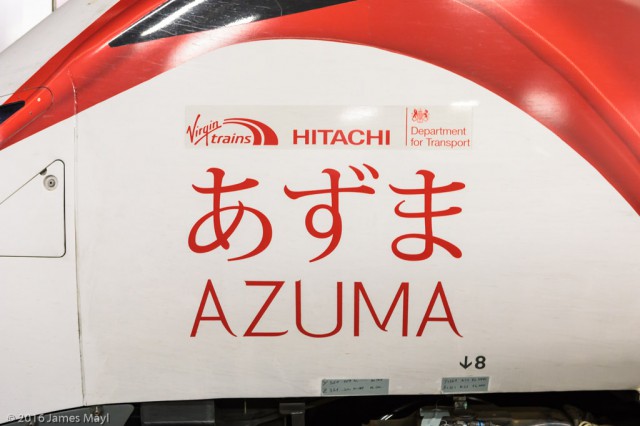 Virgin trains HITACHI Department
for Transport
あずま
AZUMA
↓8
© 2016 James Mayl